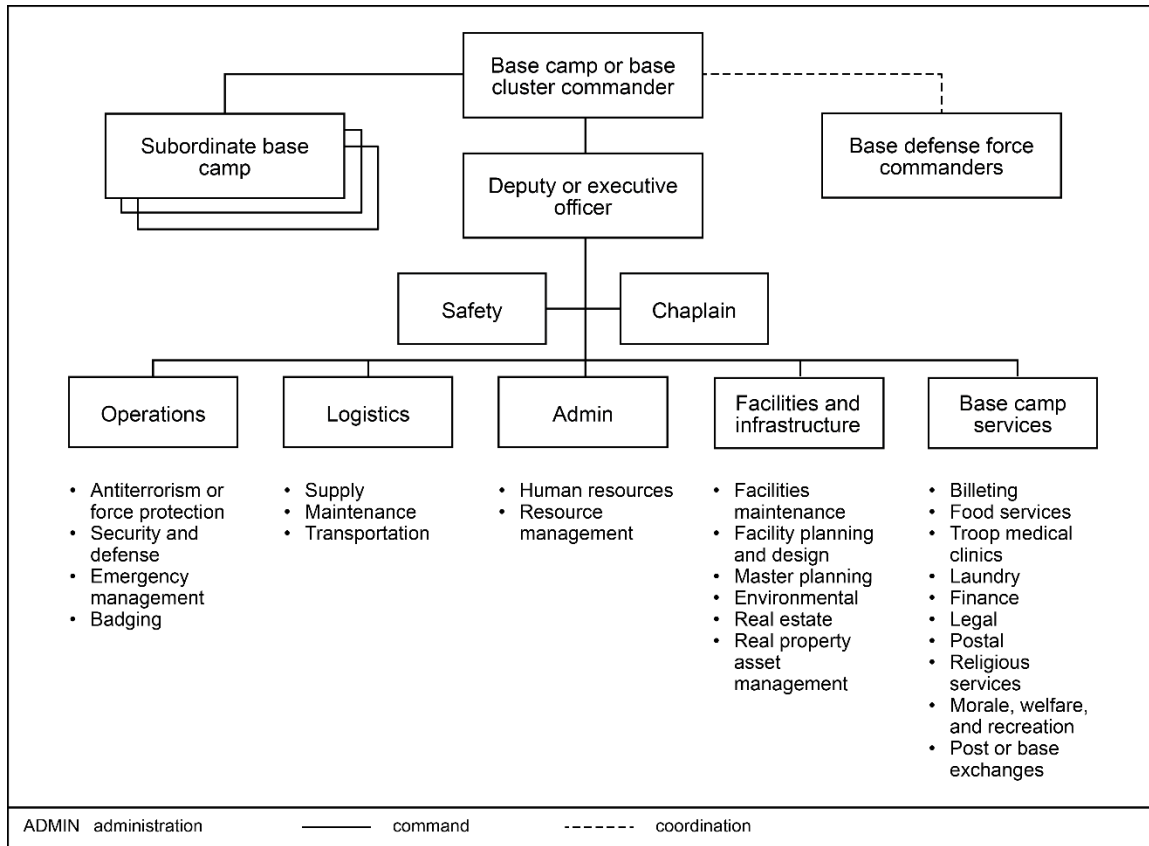 Base camp or base
cluster commander
Subordinate base
camp
Base defense force
commanders
Deputy or executive
officer
Safety
Chaplain
Operations
Logistics
Admin
Facilities and
infrastructure
Base camp
services
• Antiterrorism or
force protection
• Security and
defense
• Emergency
management
• Badging
• Supply
• Maintenance
• Transportation
• Human resources
• Resource
management
• Facilities
maintenance
• Facility planning
and design
• Master planning
• Environmental
• Real estate
• Real property
asset
management
• Billeting
• Food services
• Troop medical
clinics
• Laundry
• Finance
• Legal
• Postal
• Religious
services
• Morale, welfare,
and recreation
• Post or base
exchanges
ADMIN administration command coordination